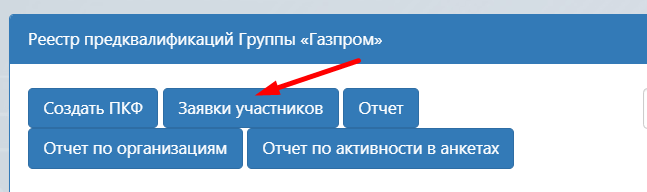 Реестр предквалификаций Группы «Газпром»
Создать ПКФ Заявки участников Отчет
Отчет по организациям Отчет по активности в анкетах